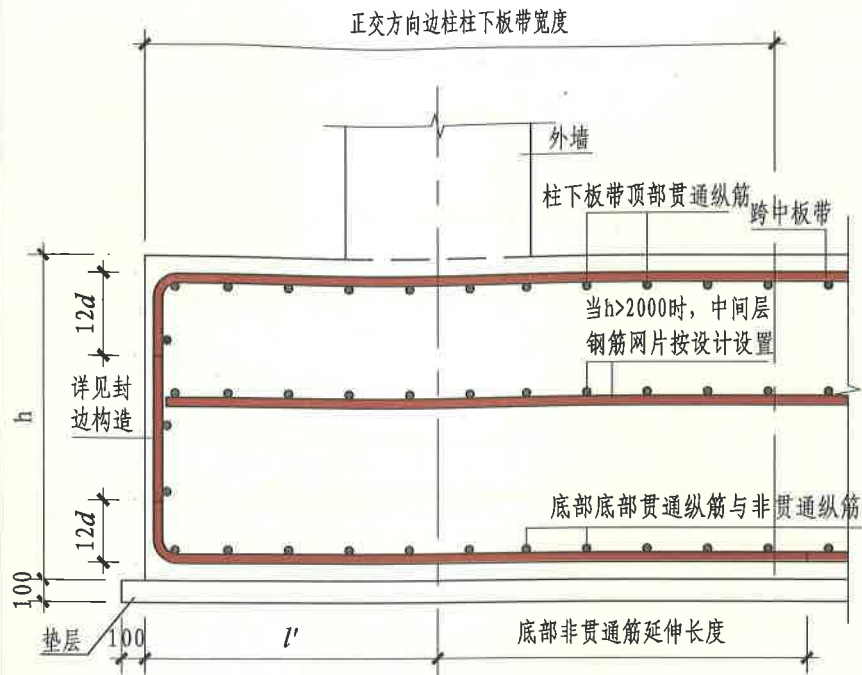 正交方向边柱柱下板带宽度
外墙
柱下板带顶部贯通纵筋
跨中板带
12d
当h>2000时，中间层
钢筋网片按设计设置
详见封
边构造
h
底部底部贯通纵筋与非贯通纵筋
12d
100
垫层
100
l'
底部非贯通筋延伸长度